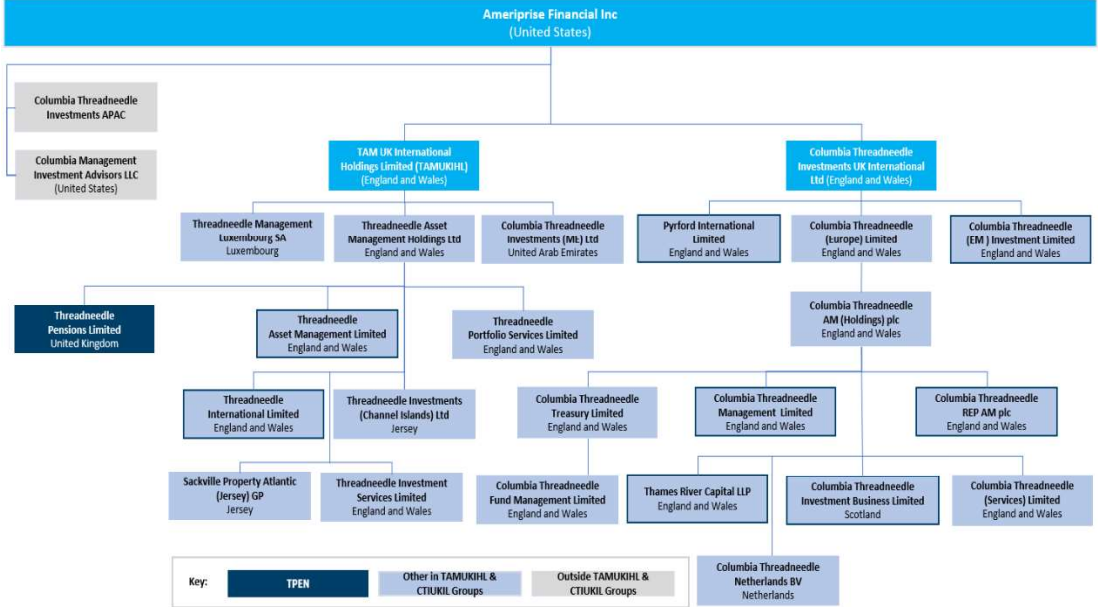 Ameriprise Financial Inc
(United States)
Columbia Threadneedle
Investments APAC
Columbia Management
Investment Advisors LLC
(United States)
TAM UK International
Holdings Limited (TAMUKIHL)
(England and Wales)
Columbia Threadneedle
Investments UK International
Ltd (England and Wales)
Threadneedle Management
Luxembourg SA
Luxembourg
Threadneedle Asset
Management Holdings Ltd
England and Wales
Columbia Threadneedle
Investments (ME) Ltd
United Arab Emirates
Pyrford International
Limited
England and Wales
Columbia Threadneedle
(Europe) Limited
England and Wales
Columbia Threadneedle
(EM ) Investment Limited
England and Wales
Threadneedle
Pensions Limited
United Kingdom
Threadneedle
Asset Management Limited
England and Wales
Threadneedle
Portfolio Services Limited
England and Wales
Columbia Threadneedle
AM (Holdings) plc
England and Wales
Threadneedle
International Limited
England and Wales
Threadneedle Investments
(Channel Islands) Ltd
Jersey
Columbia Threadneedle
Treasury Limited
England and Wales
Columbia Threadneedle
Management Limited
England and Wales
Columbia Threadneedle
REP AM plc
England and Wales
Sackville Property Atlantic
(Jersey) GP
Jersey
Threadneedle Investment
Services Limited
England and Wales
Columbia Threadneedle
Fund Management Limited
England and Wales
Thames River Capital LLP
England and Wales
Columbia Threadneedle
Investment Business Limited
Scotland
Columbia Threadneedle
(Services) Limited
England and Wales
Columbia Threadneedle
Netherlands BV
Netherlands
Key:
TPEN
Other in TAMUKIHL &
CTIUKIL Groups
Outside TAMUKIHL &
CTIUKIL Groups